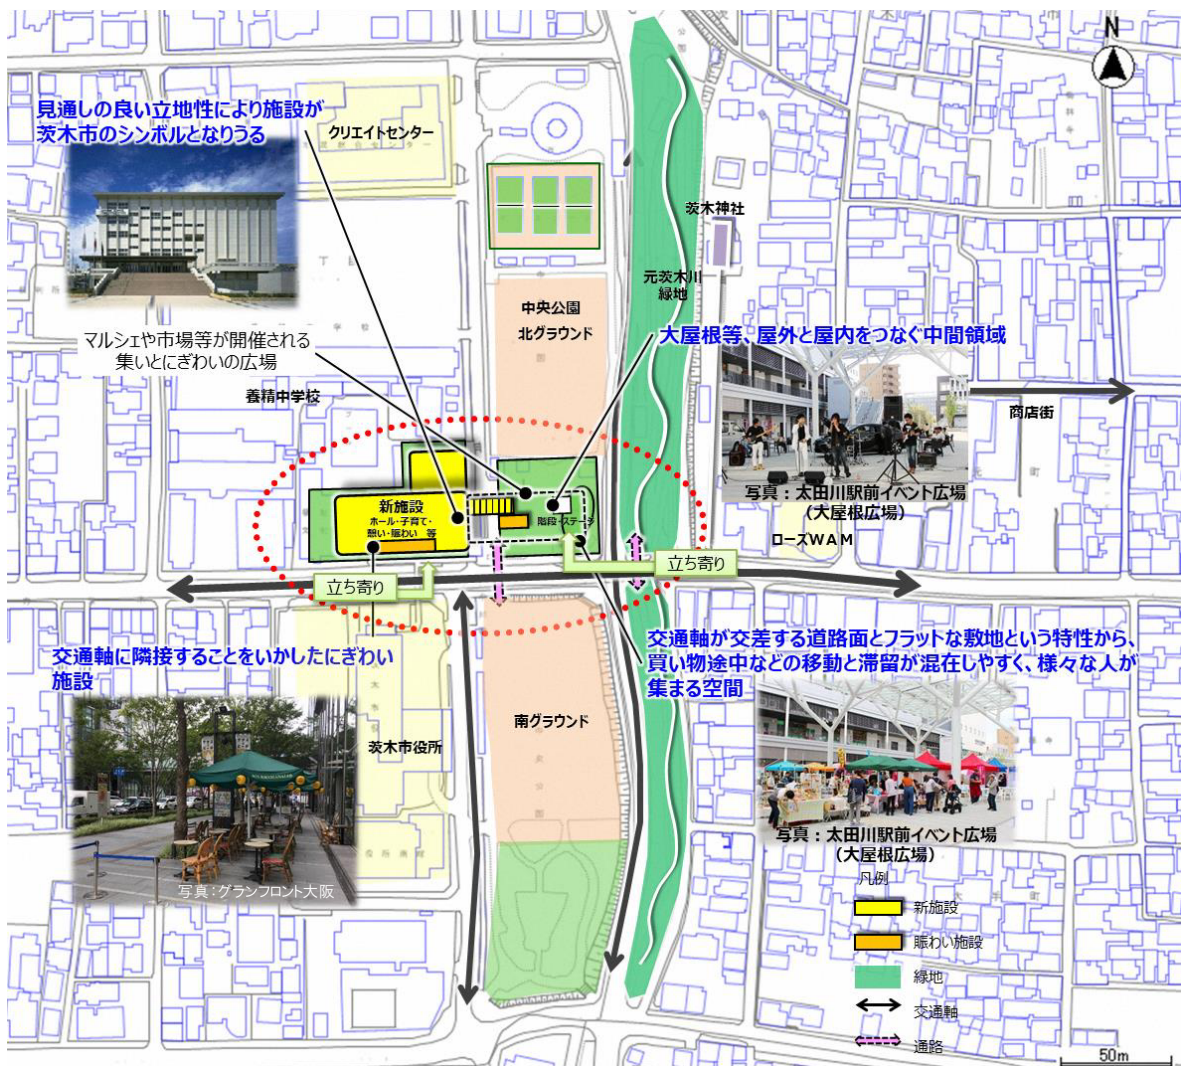 N
見通しの良い立地性により施設が
茨木市のシンボルとなりうる
クリエイトセンター
茨木神社
元茨木川
緑地
中央公園
北グラウンド
マルシェや市場等が開催される
集いとにぎわいの広場
大屋根等、屋外と屋内をつなぐ中間領域
養精中学校
商店街
写真：太田川駅前イベント広場
（大屋根広場）
新施設
ホール・子育て・
憩い・賑わい 等
階段・ステージ
ローズWAM
立ち寄り
立ち寄り
交通軸が交差する道路面とフラットな敷地という特性から、
買い物途中などの移動と滞留が混在しやすく、様々な人が
集まる空間
交通軸に隣接することをいかしたにぎわい
施設
南グラウンド
茨木市役所
写真：グランフロント大阪
写真：太田川駅前イベント広場
（大屋根広場）
凡例
新施設
賑わい施設
緑地
交通軸
通路
50m